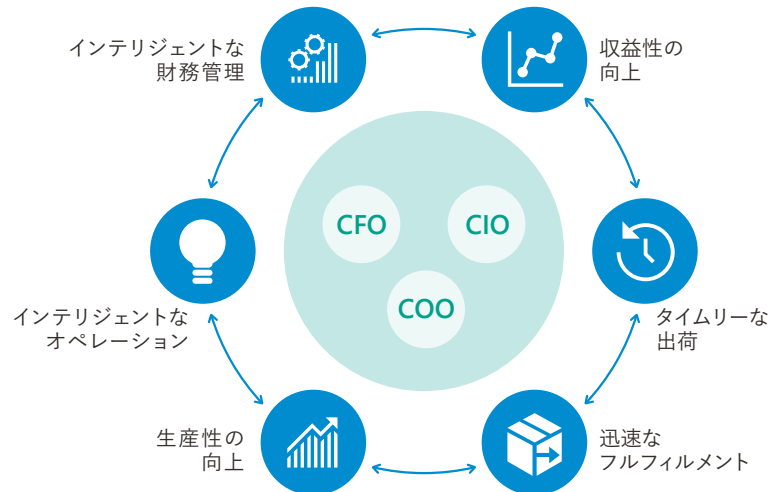 インテリジェントな
財務管理
収益性の
向上
CFO
CIO
COO
インテリジェントな
オペレーション
タイムリーな
出荷
生産性の
向上
迅速な
フルフィルメント